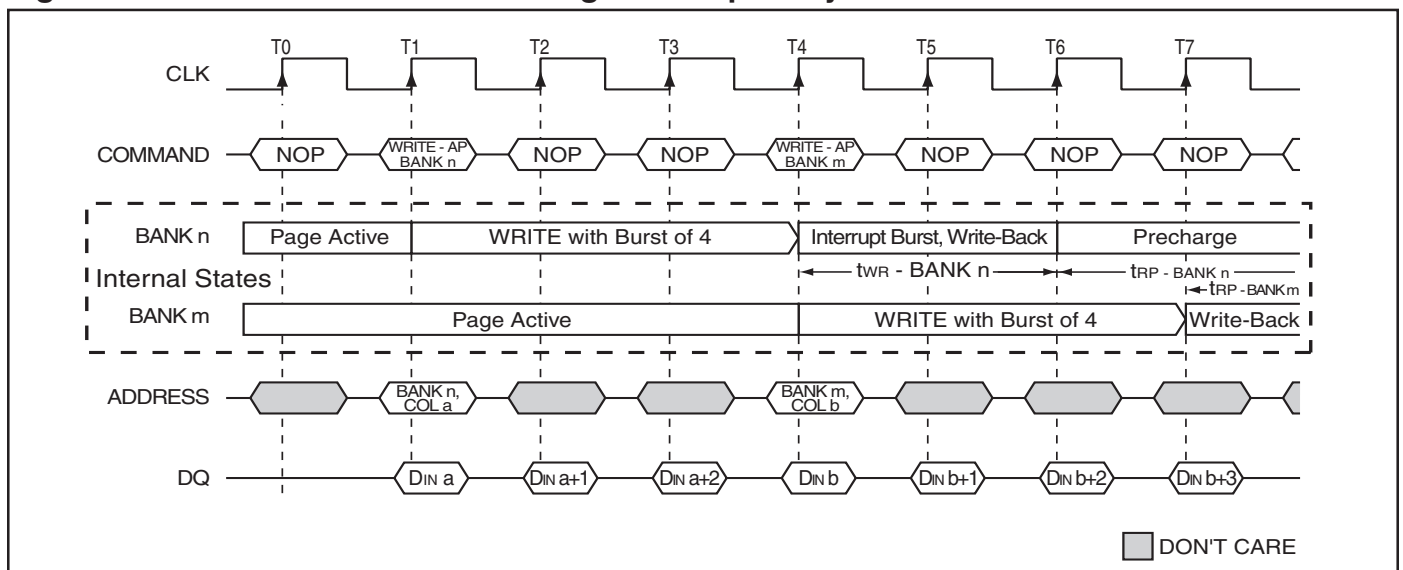 T0 T1 T2 T3 T4 T5 T6 T7
CLK
COMMAND NOP WRITE - AP BANK n NOP NOP WRITE - AP BANK m NOP NOP NOP
BANK n Page Active WRITE with Burst of 4 Interrupt Burst, Write-Back Precharge
Internal States tWR - BANK n tRP - BANK n
tRP - BANK m
BANK m Page Active WRITE with Burst of 4 Write-Back
ADDRESS BANK n, COL a BANK m, COL b
DQ DIN a DIN a+1 DIN a+2 DIN b DIN b+1 DIN b+2 DIN b+3
DON'T CARE